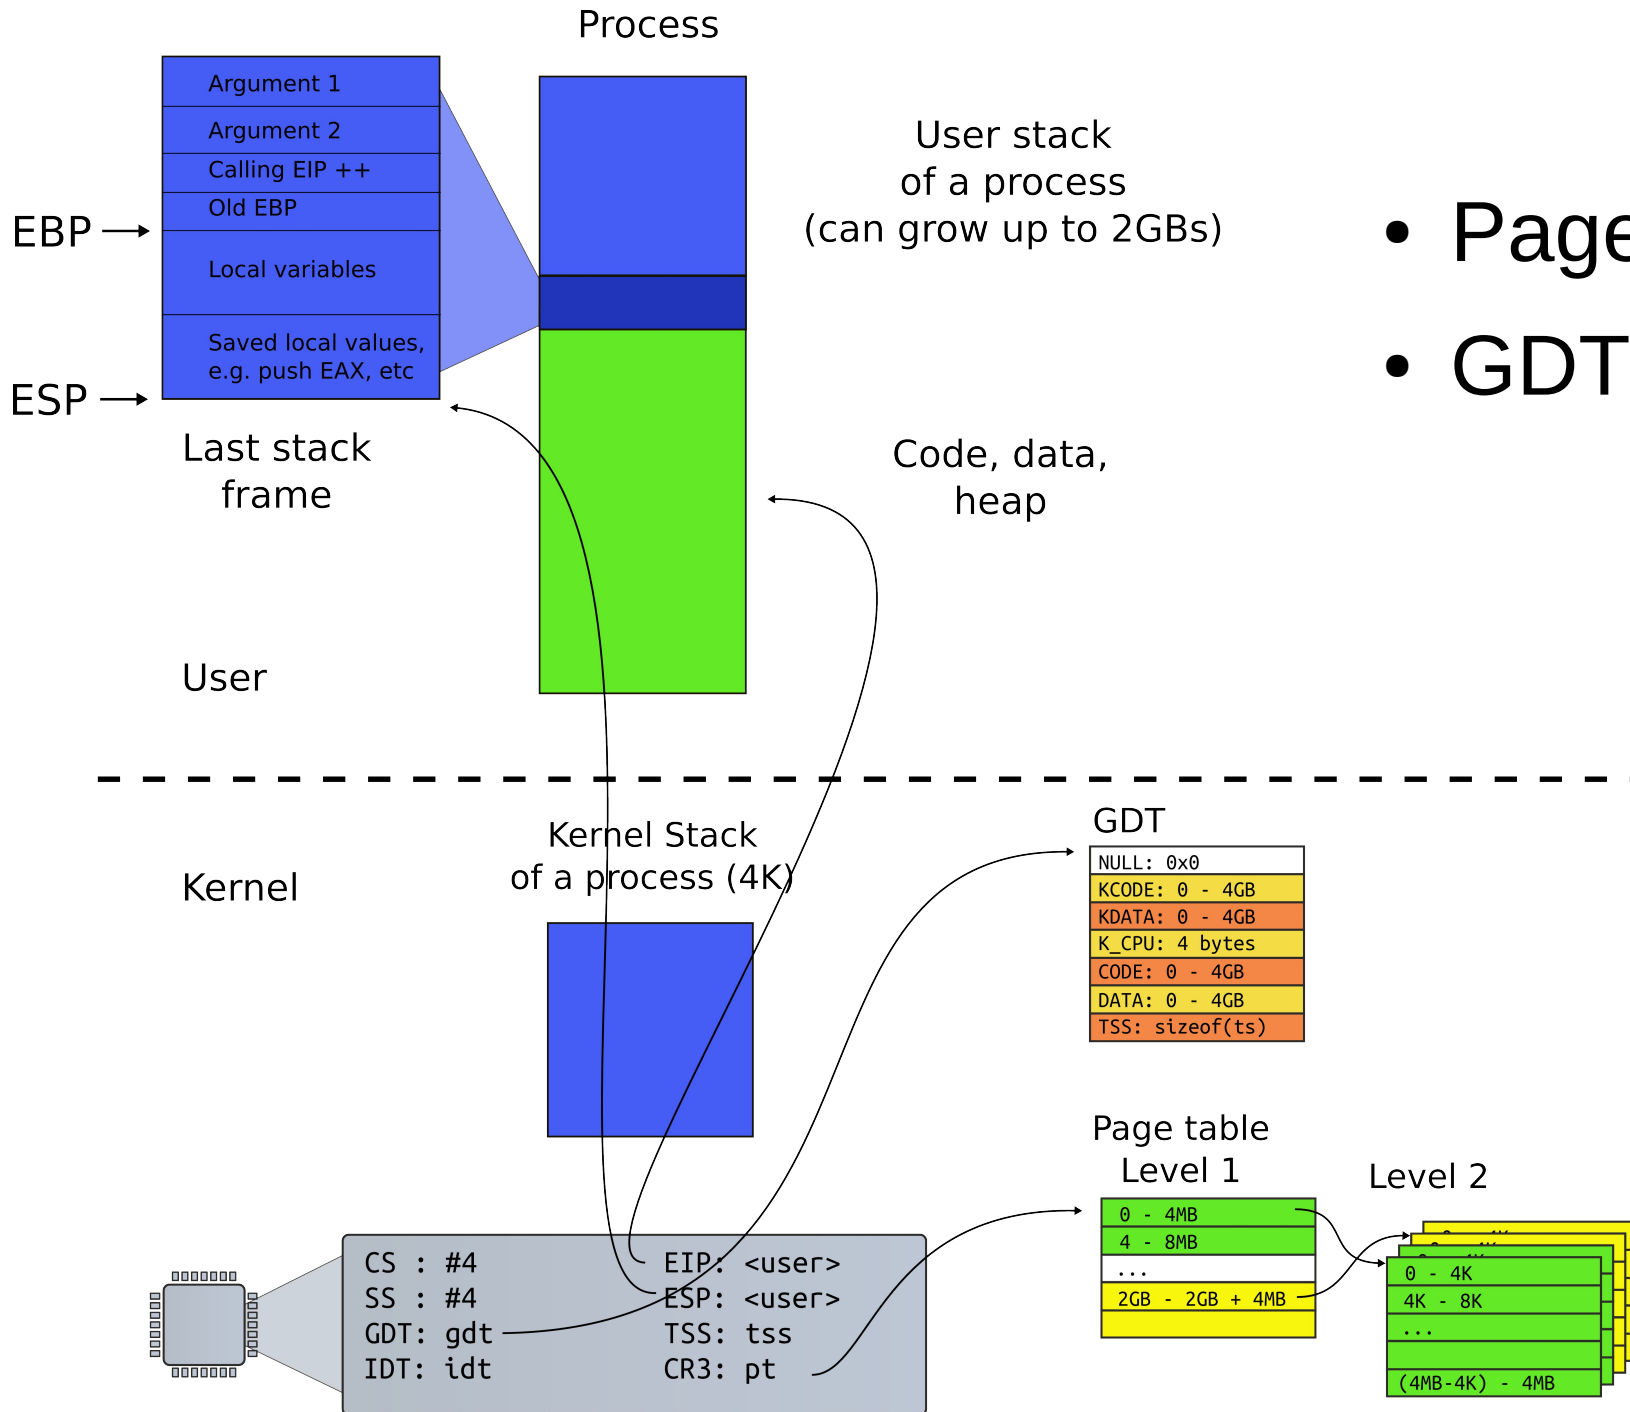 Process
Argument 1
Argument 2
Calling EIP ++
Old EBP
EBP
Local variables
Saved local values,
e.g. push EAX, etc
ESP
Last stack
frame
User stack
of a process
(can grow up to 2GBs)
• Page
• GDT
Code, data,
heap
User
Kernel
Kernel Stack
of a process (4K)
GDT
NULL: 0x0
KCODE: 0 - 4GB
KDATA: 0 - 4GB
K_CPU: 4 bytes
CODE: 0 - 4GB
DATA: 0 - 4GB
TSS: sizeof(ts)
Page table
Level 1
0 - 4MB
4 - 8MB
...
2GB - 2GB + 4MB
Level 2
0 - 4K
4K - 8K
...
(4MB-4K) - 4MB
CS : #4
SS : #4
GDT: gdt
IDT: idt
EIP: <user>
ESP: <user>
TSS: tss
CR3: pt